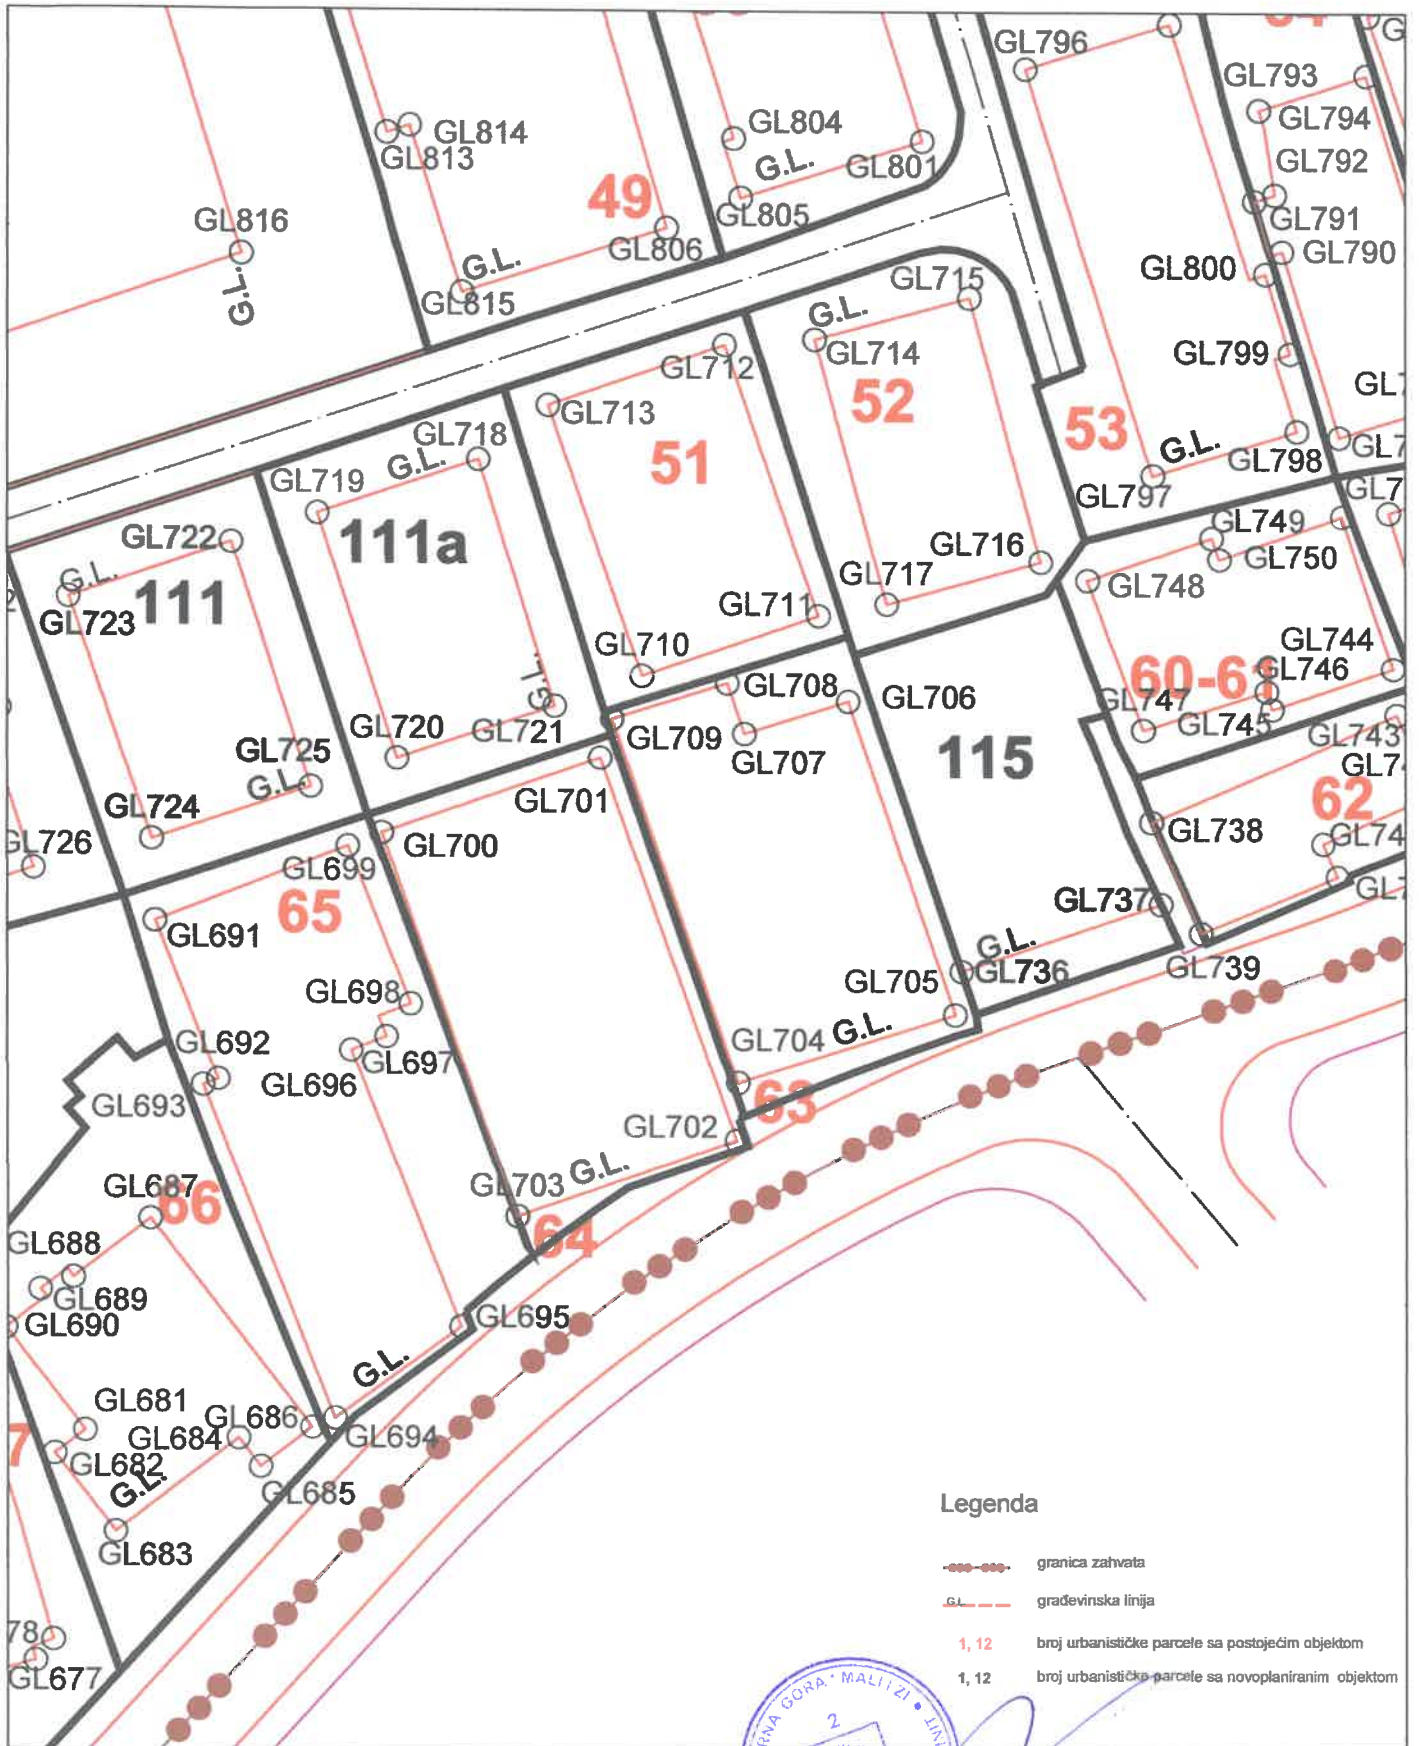 GL796
GL793
GL794
GL814
GL813
GL804
G.L.
GL801
GL792
49
GL816
G.L.
GL805
GL806
GL791
GL790
G.L.
GL815
GL800
GL715
G.L.
GL714
GL712
GL799
52
GL713
53
GL718
G.L.
51
G.L.
GL798
GL719
GL797
GL749
GL722
111a
GL716
GL750
G.L.
111
GL717
GL748
GL723
GL711
GL710
GL744
60-61
GL746
G.L.
GL708
GL706
GL747
GL745
GL720
GL721
GL709
GL743
GL725
GL707
115
G.L.
GL701
62
GL724
GL738
GL726
GL700
GL699
65
GL737
GL691
G.L.
GL736
GL739
GL698
GL705
G.L.
GL692
GL697
GL704
GL696
GL693
63
GL702
G.L.
GL687
66
GL703
64
GL688
GL689
GL690
GL695
G.L.
GL681
GL686
GL684
GL694
7
GL682
G.L.
GL685
GL683
78
GL677
Legenda
granica zahvata
G.L. građevinska linija
1, 12 broj urbanističke parcele sa postojećim objektom
1, 12 broj urbanističke parcele sa novoplaniranim objektom
2